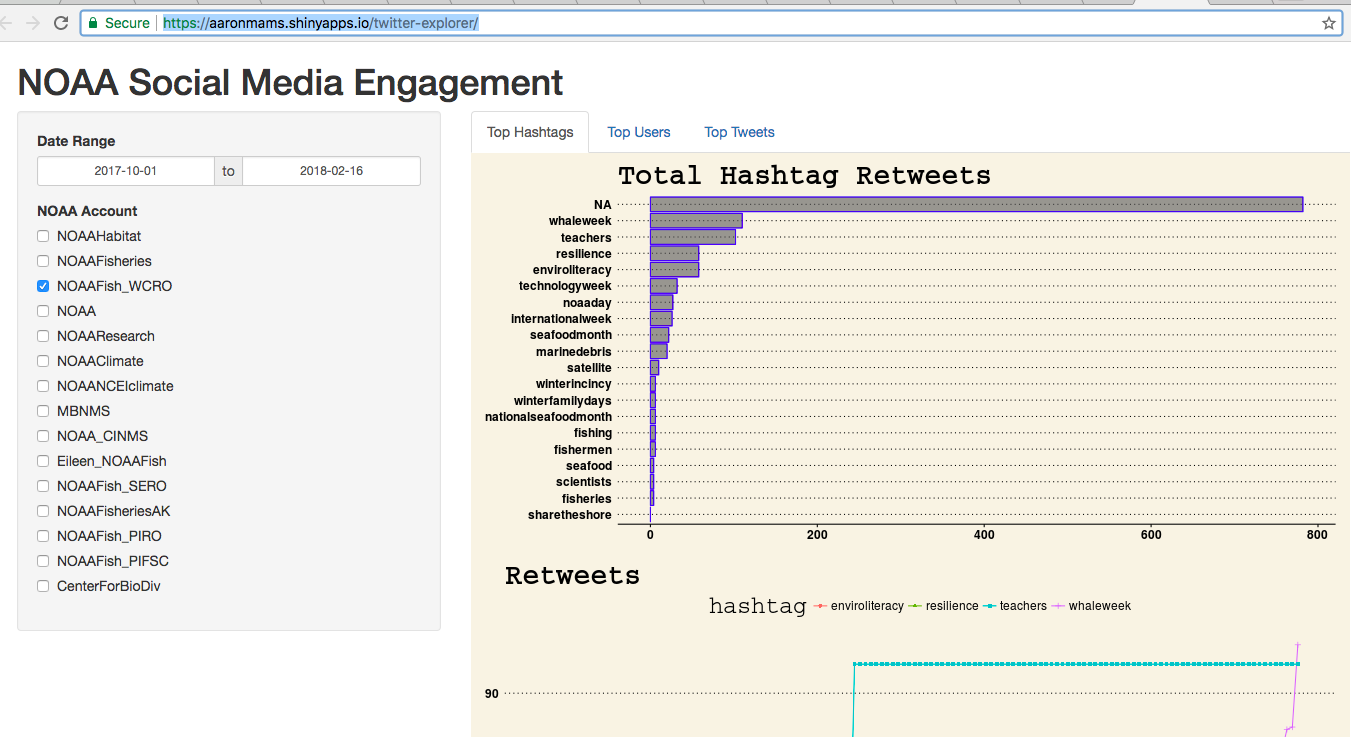 Secure https://aaronmams.shinyapps.io/twitter-explorer/
NOAA Social Media Engagement
Date Range
2017-10-01 to 2018-02-16
NOAA Account
NOAAHabitat
NOAAFisheries
NOAAFish_WCRO
NOAA
NOAAResearch
NOAAClimate
NOAANCEIclimate
MBNMS
NOAA_CINMS
Eileen_NOAAFish
NOAAFish_SERO
NOAAFisheriesAK
NOAAFish_PIRO
NOAAFish_PIFSC
CenterForBioDiv
Top Hashtags Top Users Top Tweets
Total Hashtag Retweets
NA
whaleweek
teachers
resilience
enviroliteracy
technologyweek
noaaday
internationalweek
seafoodmonth
marinedebris
satellite
winterincincy
winterfamilydays
nationalseafoodmonth
fishing
fishermen
seafood
scientists
fisheries
sharetheshore
0 200 400 600 800
Retweets
hashtag enviroliteracy resilience teachers whaleweek
90